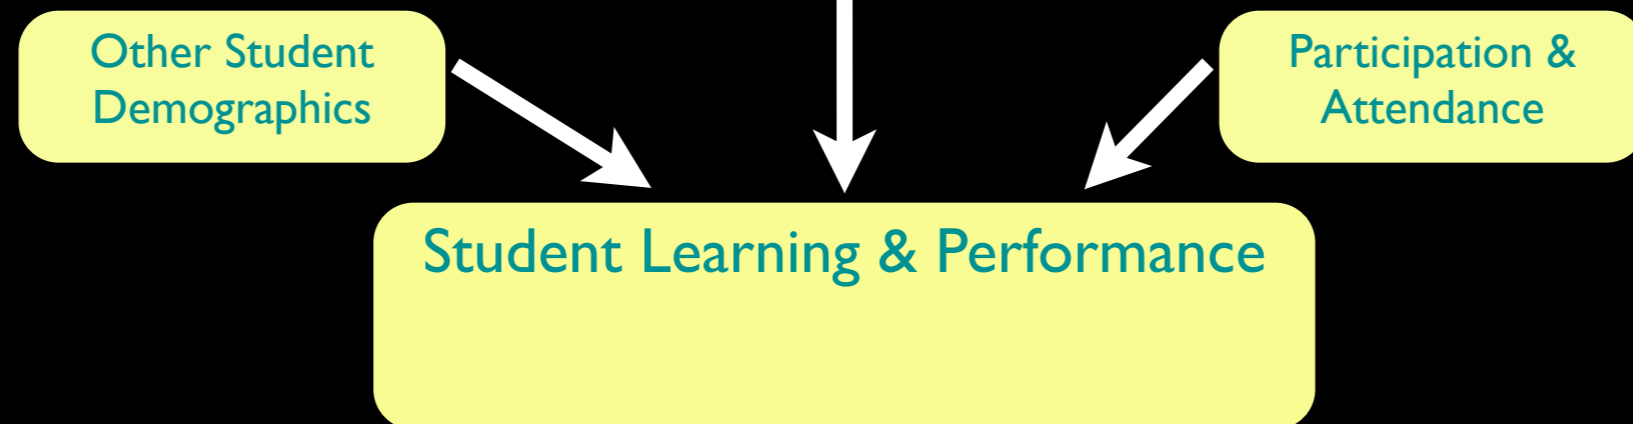 Other Student
Demographics
Participation &
Attendance
Student Learning & Performance